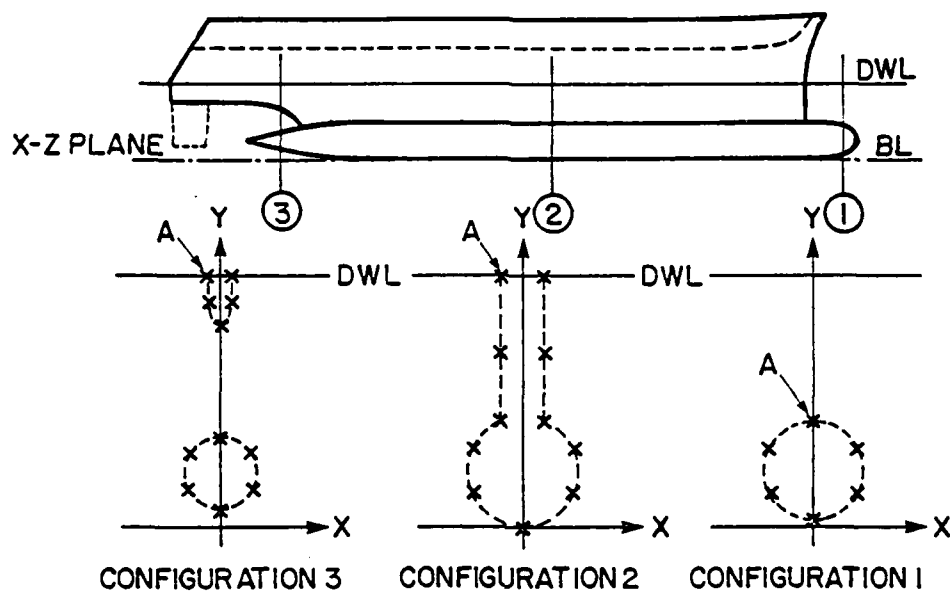 DWL
X-Z PLANE
BL
3
2
1
A
Y
A
Y
A
Y
DWL
DWL
X
X
X
CONFIGURATION 3
CONFIGURATION 2
CONFIGURATION 1